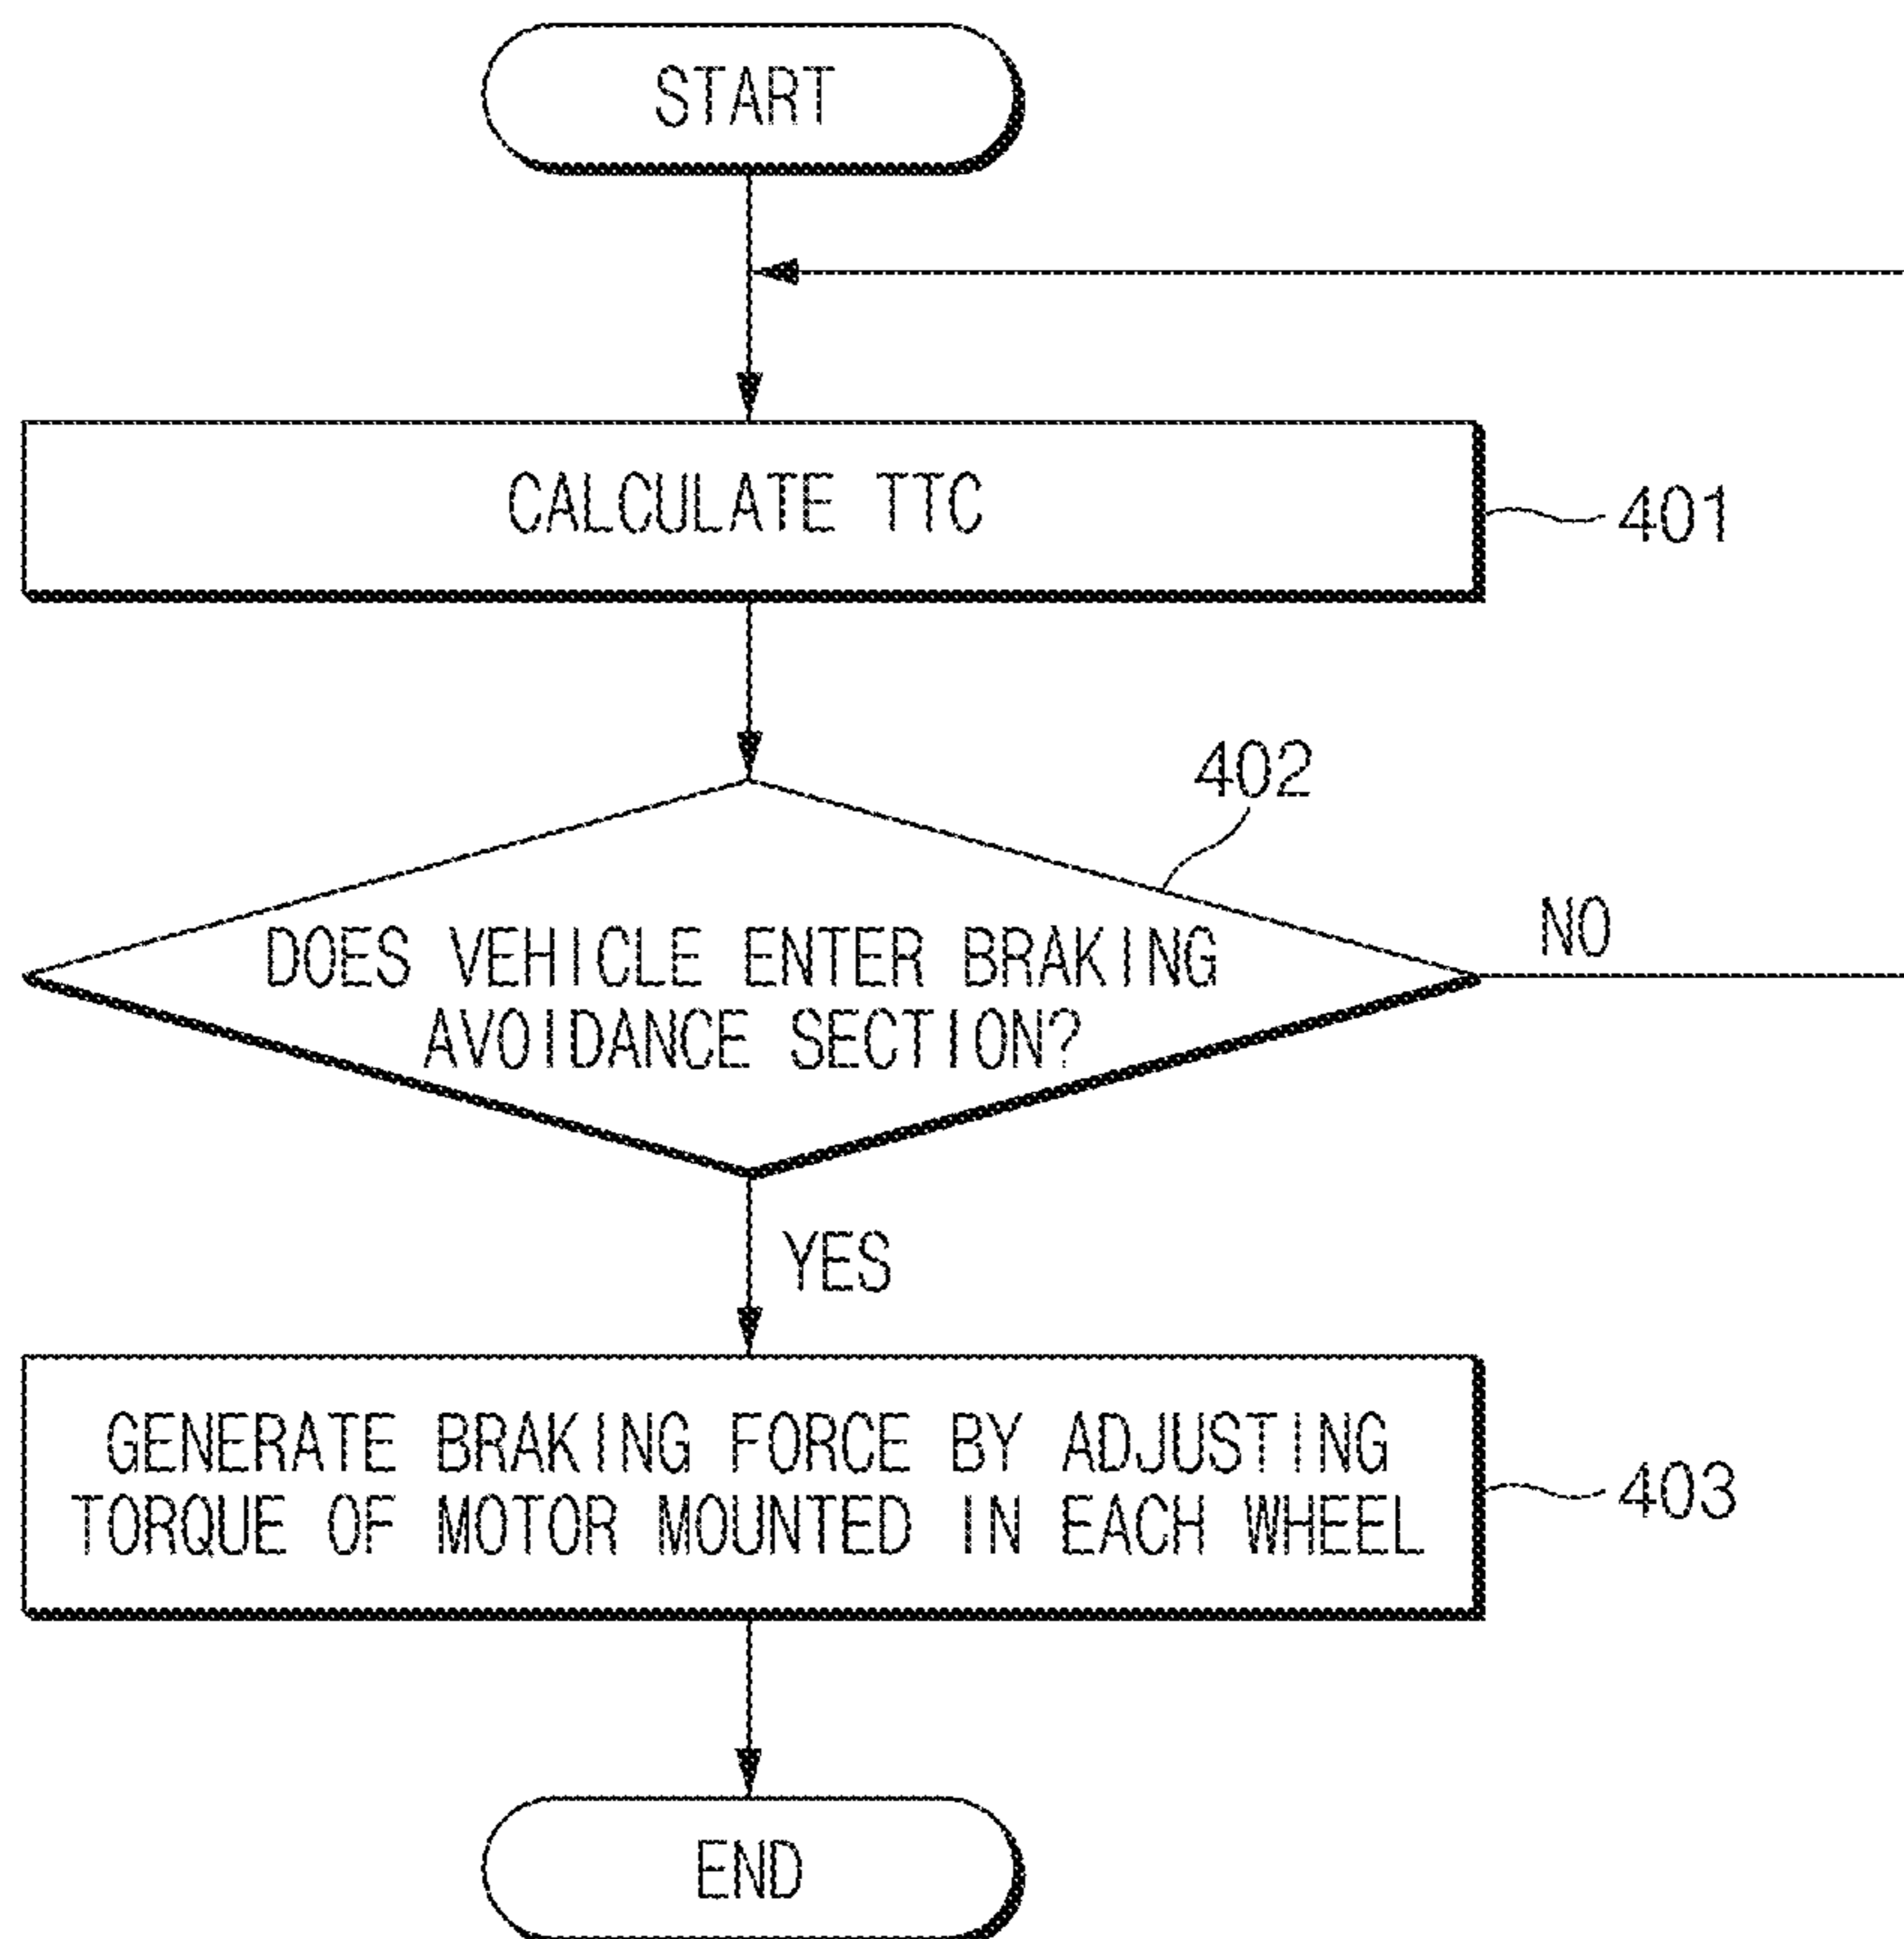 START
CALCULATE TTC
401
402
DOES VEHICLE ENTER BRAKING
AVOIDANCE SECTION?
NO
YES
GENERATE BRAKING FORCE BY ADJUSTING
TORQUE OF MOTOR MOUNTED IN EACH WHEEL
403
END